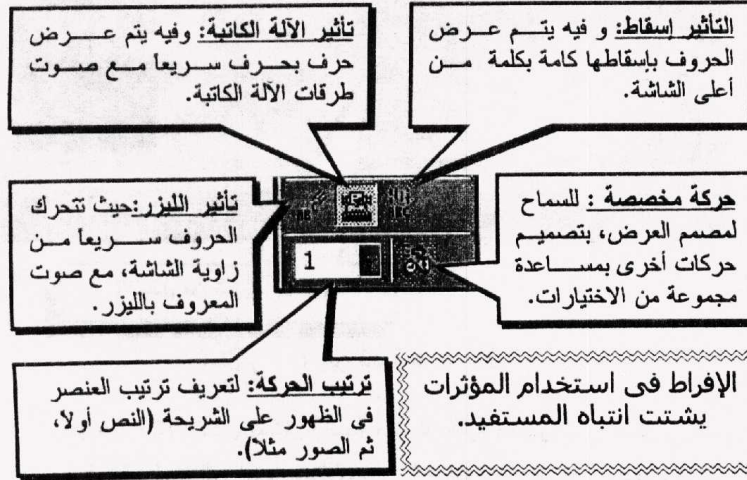 التأثير إسقاط: و فيه يتم عرض
الحروف بإسقاطها كامة بكلمة من
أعلى الشاشة.
تأثير الآلة الكاتبة: وفيه يتم عرض
حرف بحرف سريعا مع صوت
طرقات الآلة الكاتبة.
حركة مخصصة : للسماح
لمصمم العرض، بتصميم
حركات أخرى بمساعدة
مجموعة من الاختيارات.
1
تأثير الليزر:حيث تتحرك
الحروف سريعا من
زاوية الشاشة، مع صوت
المعروف بالليزر.
ترتيب الحركة: لتعريف ترتيب العنصر
فى الظهور على الشريحة (النص أولا،
ثم الصور مثلا).
الإفراط فى استخدام المؤثرات
يشتت انتباه المستفيد.